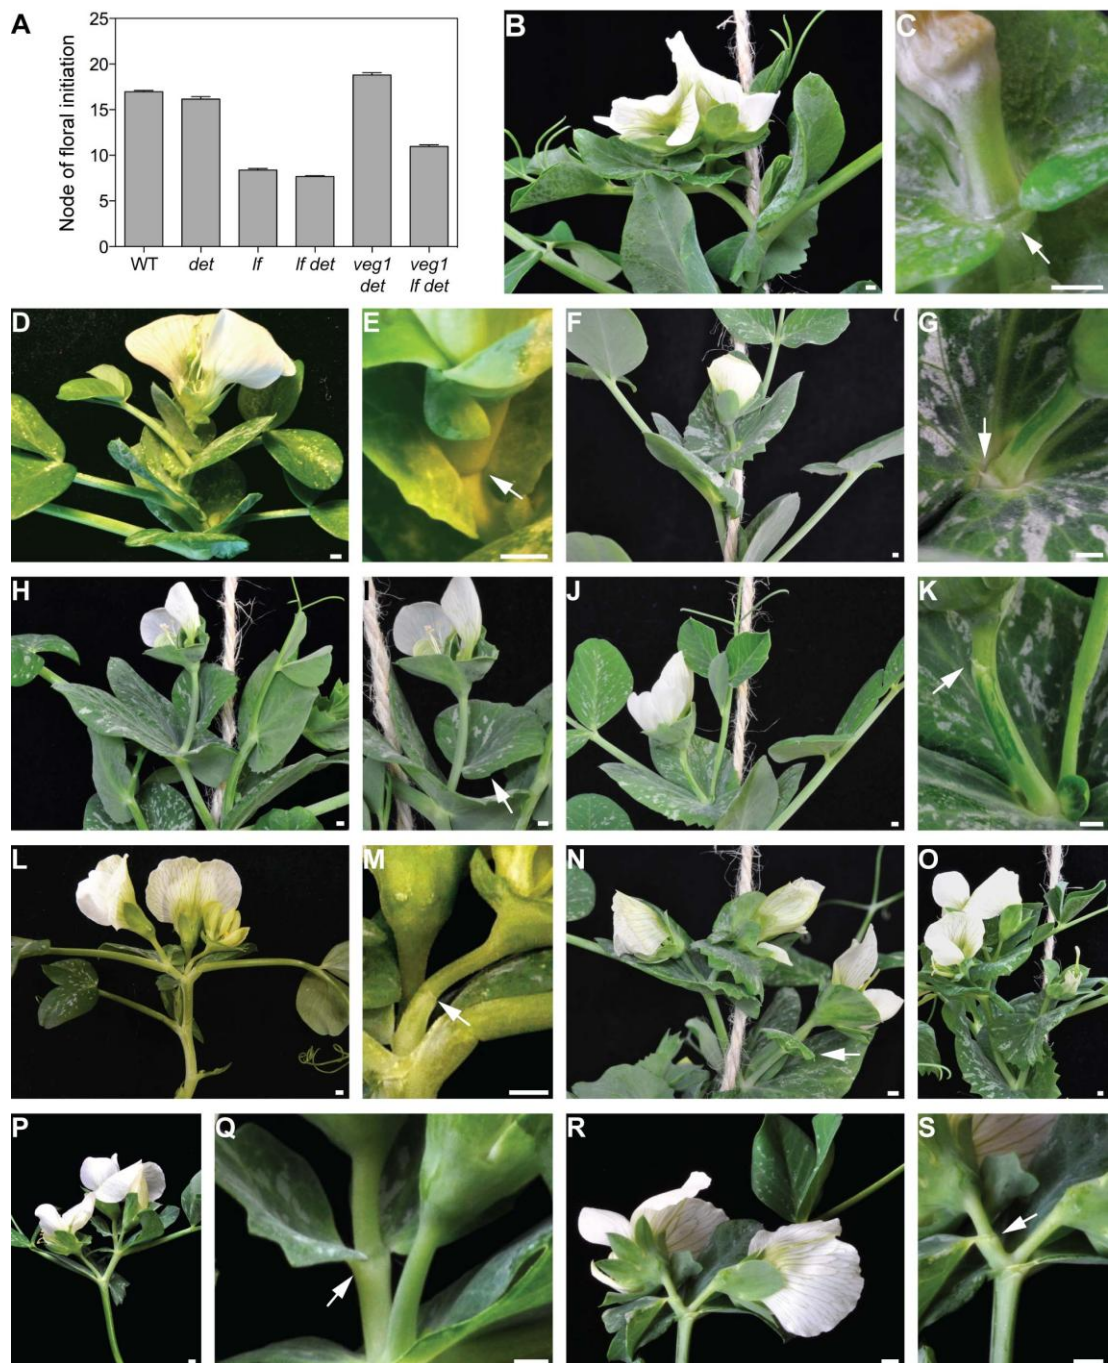 A
Node of floral initiation
25
20
15
10
5
0
WT det lf lf det veg1 det veg1 lf det
B
C
D
E
F
G
H
I
J
K
L
M
N
O
P
Q
R
S